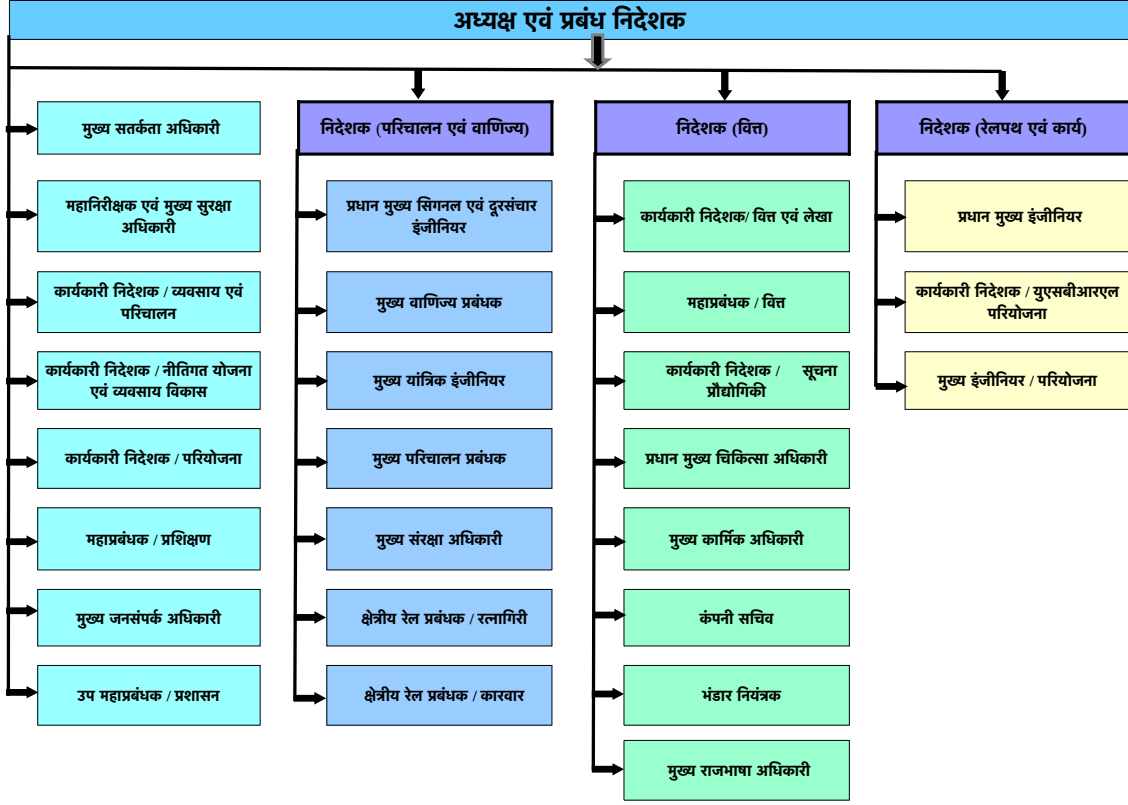 अध्यक्ष एवं प्रबंध निदेशक
मुख्य सतर्कता अधिकारी
महानिरीक्षक एवं मुख्य सुरक्षा
अधिकारी
कार्यकारी निदेशक / व्यवसाय एवं
परिचालन
कार्यकारी निदेशक / नीतिगत योजना
एवं व्यवसाय विकास
कार्यकारी निदेशक / परियोजना
महाप्रबंधक / प्रशिक्षण
मुख्य जनसंपर्क अधिकारी
उप महाप्रबंधक / प्रशासन
निदेशक (परिचालन एवं वाणिज्य)
प्रधान मुख्य सिगनल एवं दूरसंचार
इंजीनियर
मुख्य वाणिज्य प्रबंधक
मुख्य यांत्रिक इंजीनियर
मुख्य परिचालन प्रबंधक
मुख्य संरक्षा अधिकारी
क्षेत्रीय रेल प्रबंधक / रत्नागिरी
क्षेत्रीय रेल प्रबंधक / कारवार
निदेशक (वित्त)
कार्यकारी निदेशक/ वित्त एवं लेखा
महाप्रबंधक / वित्त
कार्यकारी निदेशक / सूचना
प्रौद्योगिकी
प्रधान मुख्य चिकित्सा अधिकारी
मुख्य कार्मिक अधिकारी
कंपनी सचिव
भंडार नियंत्रक
मुख्य राजभाषा अधिकारी
निदेशक (रेलपथ एवं कार्य)
प्रधान मुख्य इंजीनियर
कार्यकारी निदेशक / युएसबीआरएल
परियोजना
मुख्य इंजीनियर / परियोजना